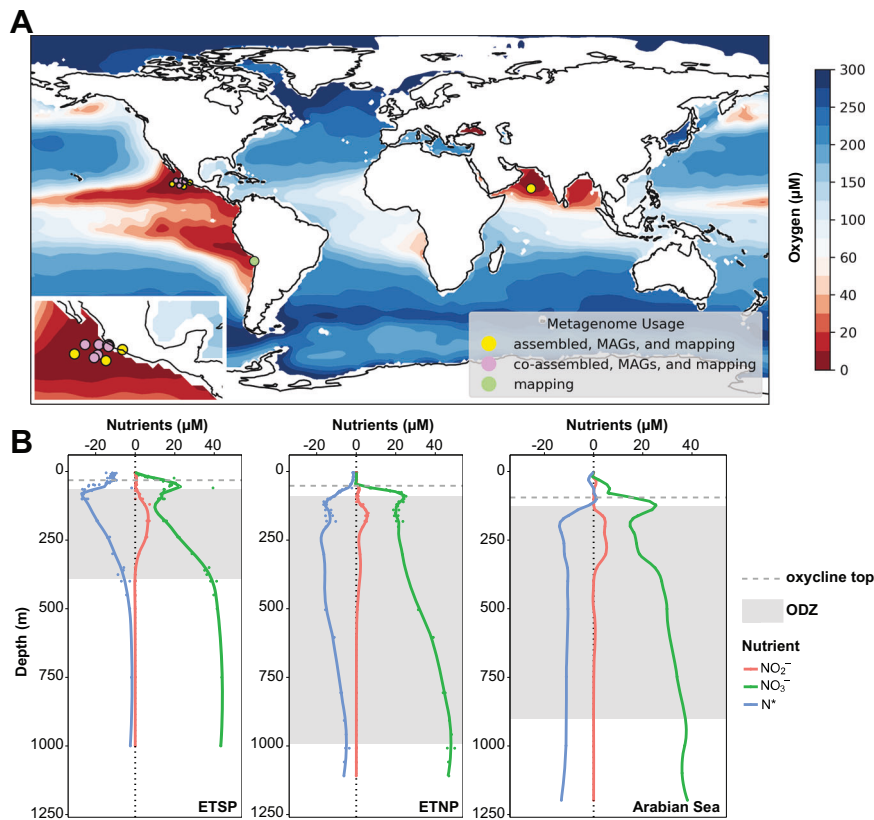 A
300
250
200
150
100
60
40
20
0
Oxygen (µM)
Metagenome Usage
assembled, MAGs, and mapping
co-assembled, MAGs, and mapping
mapping
B
Nutrients (µM) Nutrients (µM) Nutrients (µM)
-20 0 20 40 -20 0 20 40 -20 0 20 40
0 0 0
250 250 250
500 500 500
750 750 750
1000 1000 1000
1250 1250 1250
Depth (m)
ETSP ETNP Arabian Sea
oxycline top
ODZ
Nutrient
NO₂⁻
NO₃⁻
N*